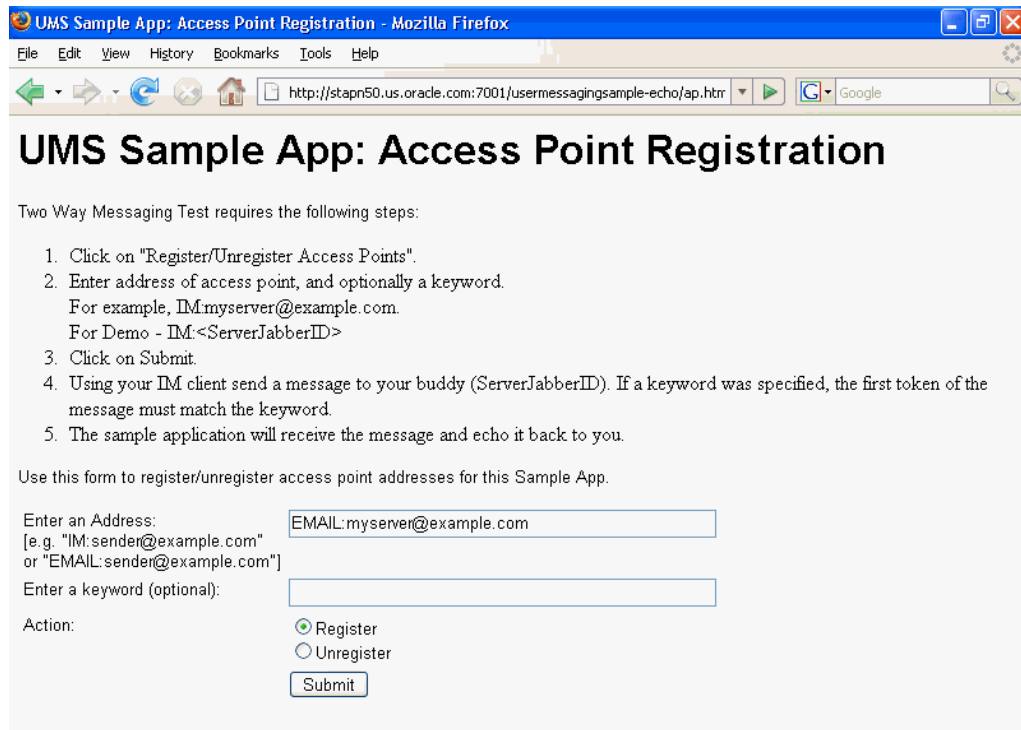 UMS Sample App: Access Point Registration - Mozilla Firefox
File Edit View History Bookmarks Tools Help
http://stapn50.us.oracle.com:7001/usermessagingsample-echo/ap.htm
G Google
UMS Sample App: Access Point Registration
Two Way Messaging Test requires the following steps:
1. Click on "Register/Unregister Access Points".
2. Enter address of access point, and optionally a keyword.
For example, IM:myserver@example.com.
For Demo - IM:<ServerJabberID>
3. Click on Submit.
4. Using your IM client send a message to your buddy (ServerJabberID). If a keyword was specified, the first token of the
message must match the keyword.
5. The sample application will receive the message and echo it back to you.
Use this form to register/unregister access point addresses for this Sample App.
Enter an Address:
EMAIL:myserver@example.com
[e.g. "IM:sender@example.com"
or "EMAIL:sender@example.com"]
Enter a keyword (optional):
Action:
Register
Unregister
Submit